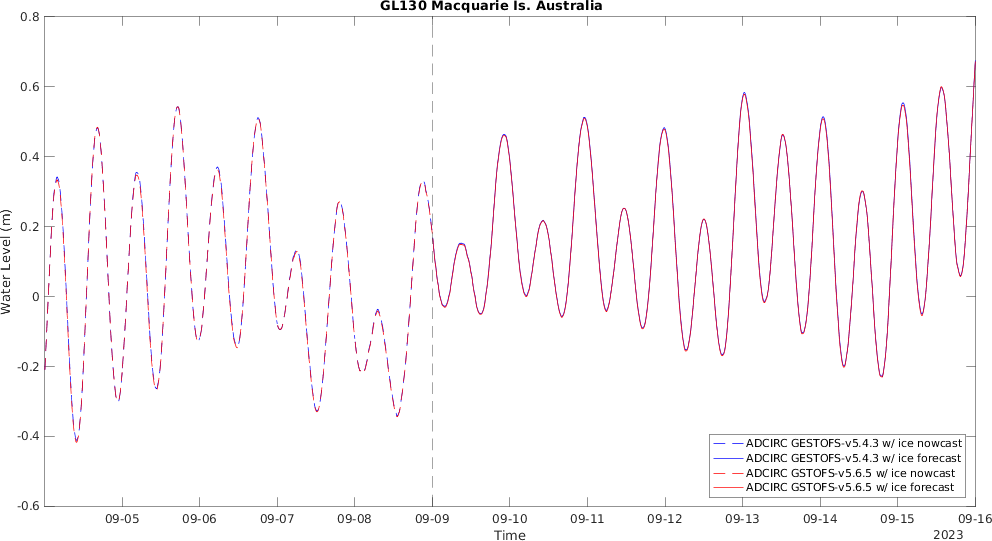 GL130 Macquarie Is. Australia
0.8
0.6
0.4
0.2
0
-0.2
-0.4
-0.6
Water Level (m)
ADCIRC GESTOFS-v5.4.3 w/ ice nowcast
ADCIRC GESTOFS-v5.4.3 w/ ice forecast
ADCIRC GSTOFS-v5.6.5 w/ ice nowcast
ADCIRC GSTOFS-v5.6.5 w/ ice forecast
09-05 09-06 09-07 09-08 09-09 09-10 09-11 09-12 09-13 09-14 09-15 09-16
Time
2023